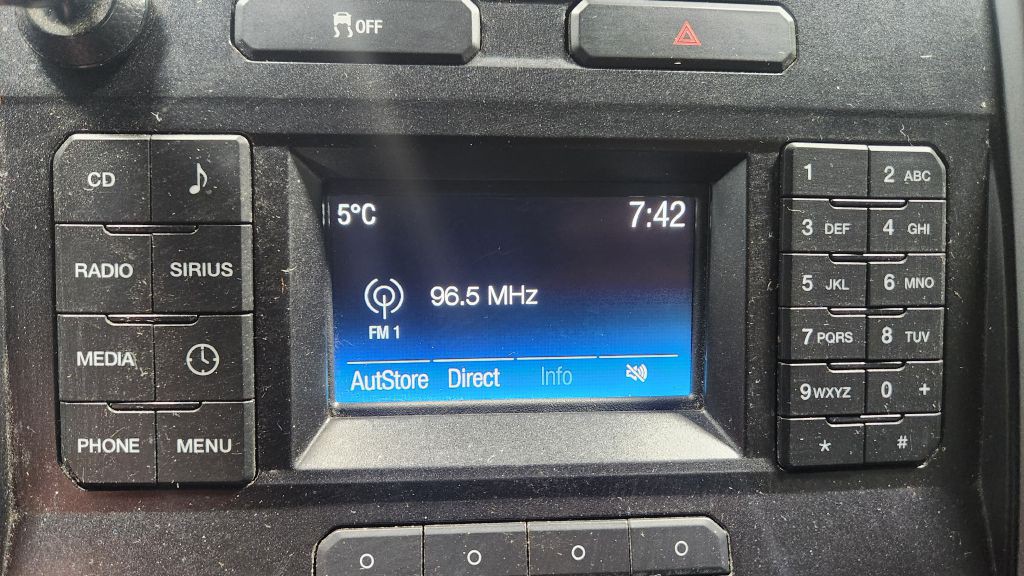 OFF
CD
RADIO SIRIUS
MEDIA
PHONE MENU
5°C 7:42
96.5 MHz
FM 1
AutStore Direct Info
1 2 ABC
3 DEF 4 GHI
5 JKL 6 MNO
7 PQRS 8 TUV
9 WXYZ 0 +
* #